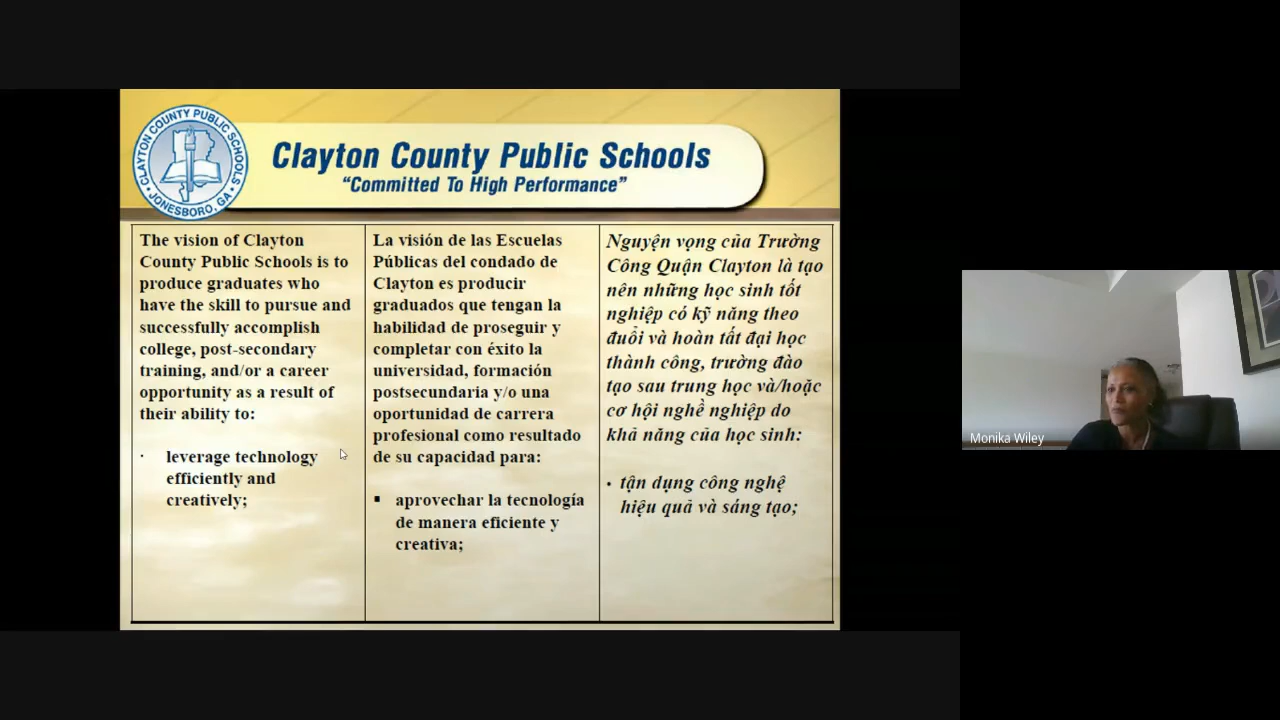 CLAYTON COUNTY PUBLIC SCHOOLS
JONESBORO, GA.
Clayton County Public Schools
“Committed To High Performance”
The vision of Clayton
County Public Schools is to
produce graduates who
have the skill to pursue and
successfully accomplish
college, post-secondary
training, and/or a career
opportunity as a result of
their ability to:
· leverage technology
efficiently and
creatively;
La visión de las Escuelas
Públicas del condado de
Clayton es producir
graduados que tengan la
habilidad de proseguir y
completar con éxito la
universidad, formación
postsecundaria y/o una
oportunidad de carrera
profesional como resultado
de su capacidad para:
▪ aprovechar la tecnología
de manera eficiente y
creativa;
Nguyện vọng của Trường
Công Quận Clayton là tạo
nên những học sinh tốt
nghiệp có kỹ năng theo
đuổi và hoàn tất đại học
thành công, trường đào
tạo sau trung học và/hoặc
cơ hội nghề nghiệp do
khả năng của học sinh:
• tận dụng công nghệ
hiệu quả và sáng tạo;
Monika Wiley